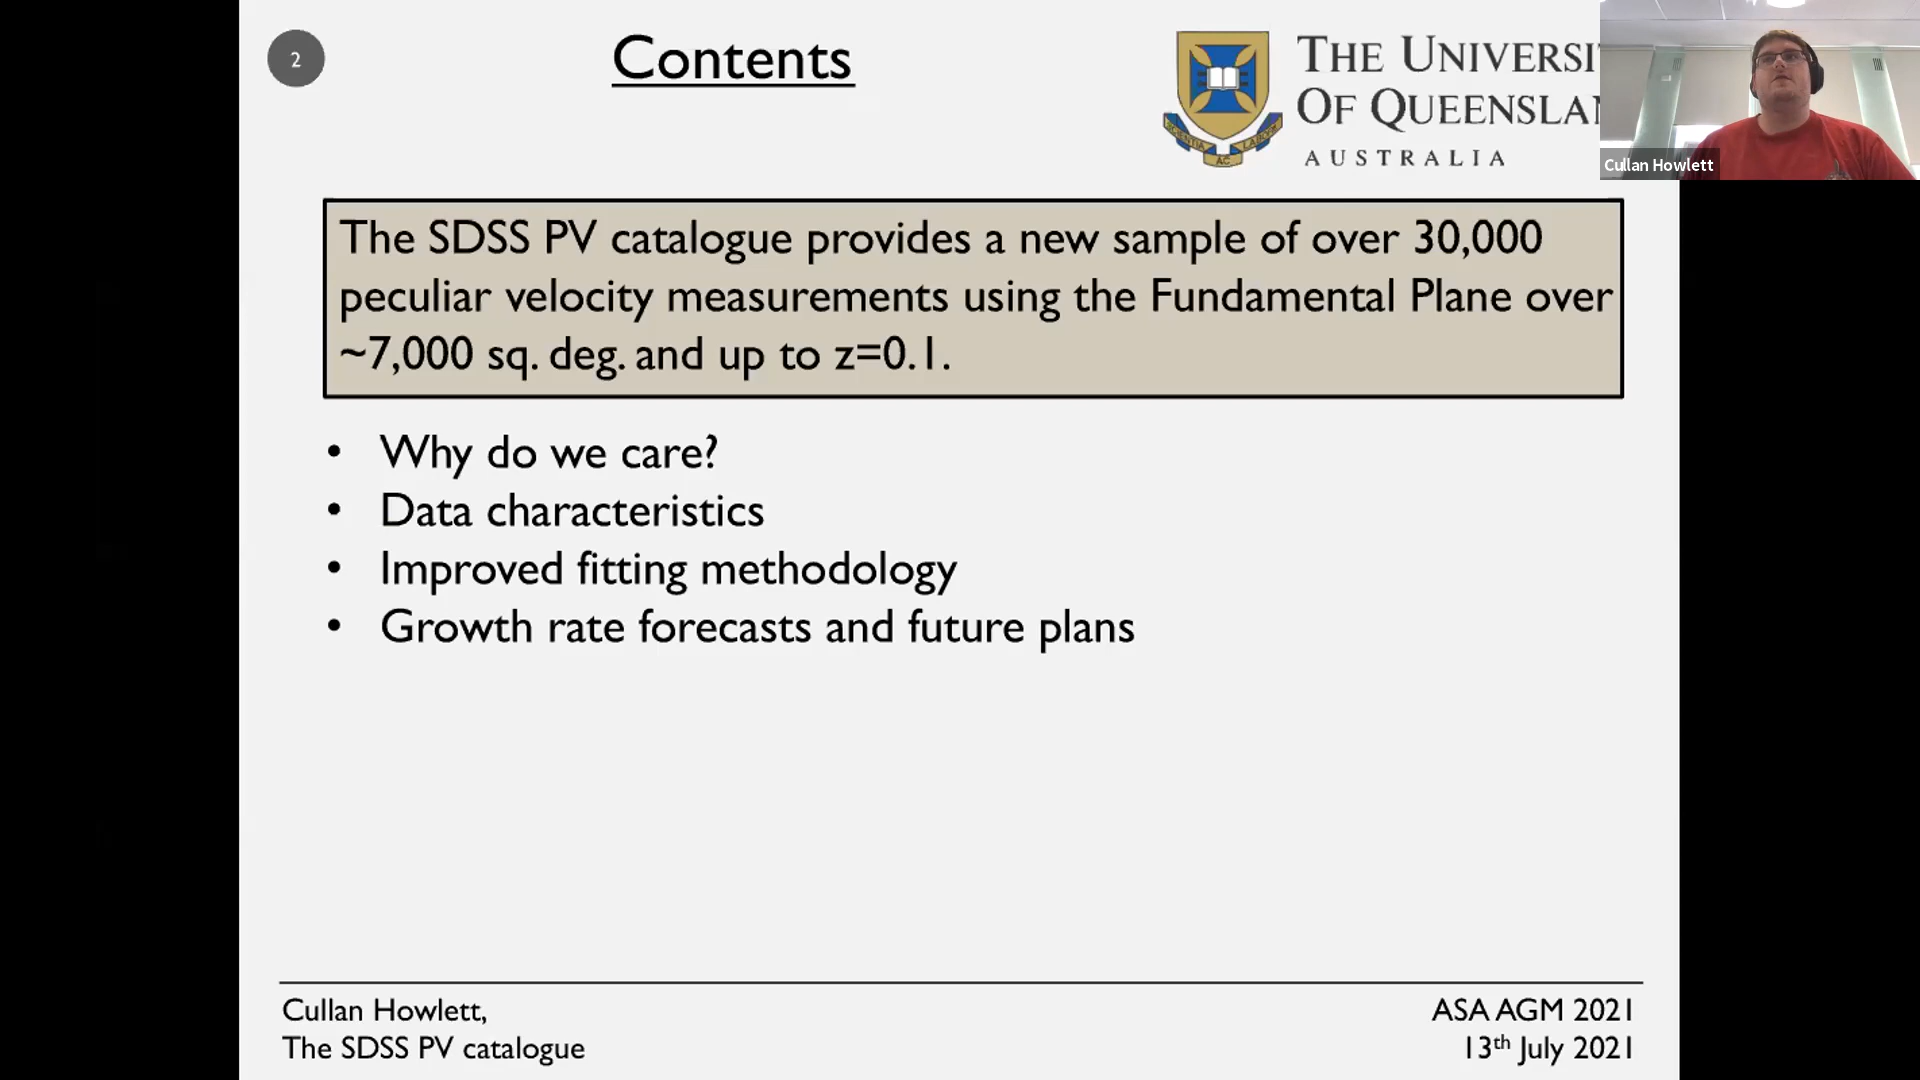 2
Contents
THE UNIVERSI
OF QUEENSLA
AUSTRALIA
AC
Cullan Howlett
The SDSS PV catalogue provides a new sample of over 30,000
peculiar velocity measurements using the Fundamental Plane over
~7,000 sq. deg. and up to z=0.1.
• Why do we care?
• Data characteristics
• Improved fitting methodology
• Growth rate forecasts and future plans
Cullan Howlett,
The SDSS PV catalogue
ASA AGM 2021
13th July 2021